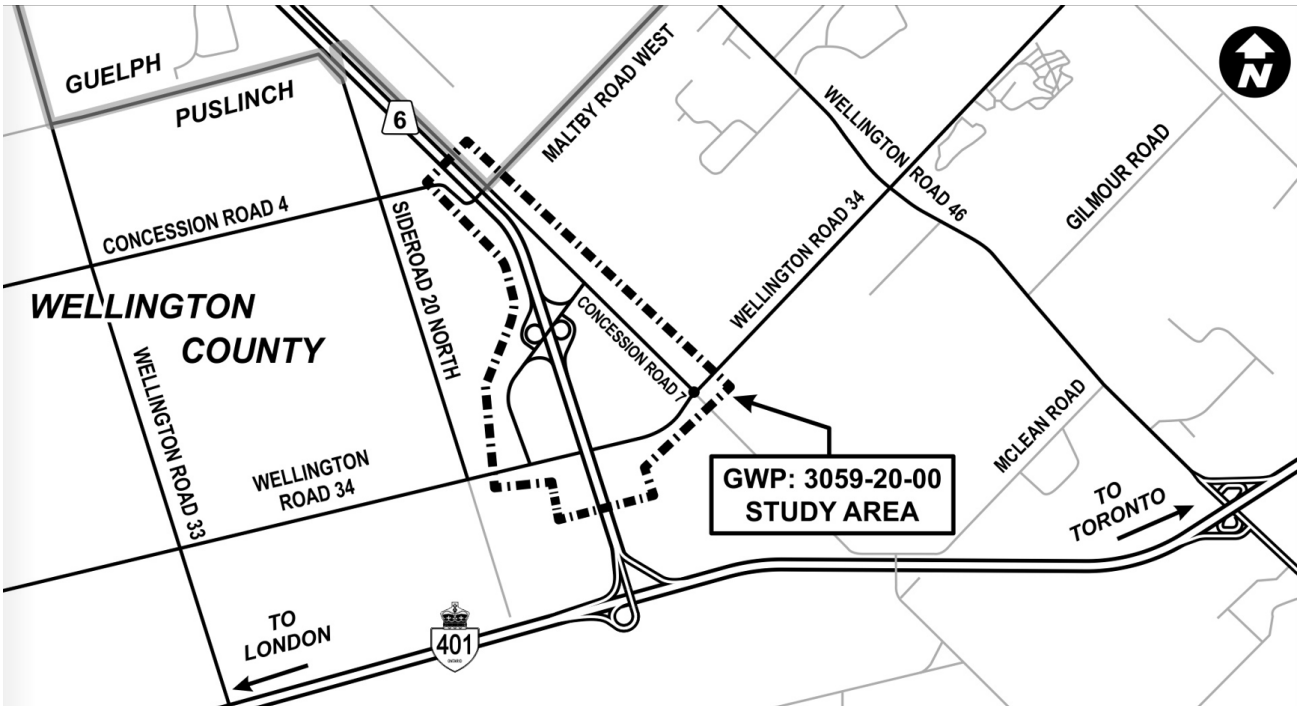 GUELPH
PUSLINCH
6
MALTBY ROAD WEST
WELLINGTON ROAD 46
GILMOUR ROAD
N
CONCESSION ROAD 4
SIDEROAD 20 NORTH
WELLINGTON ROAD 34
WELLINGTON
COUNTY
CONCESSION ROAD 7
WELLINGTON ROAD 33
WELLINGTON
ROAD 34
MCLEAN ROAD
GWP: 3059-20-00
STUDY AREA
TO
TORONTO
TO
LONDON
401
ONTARIO